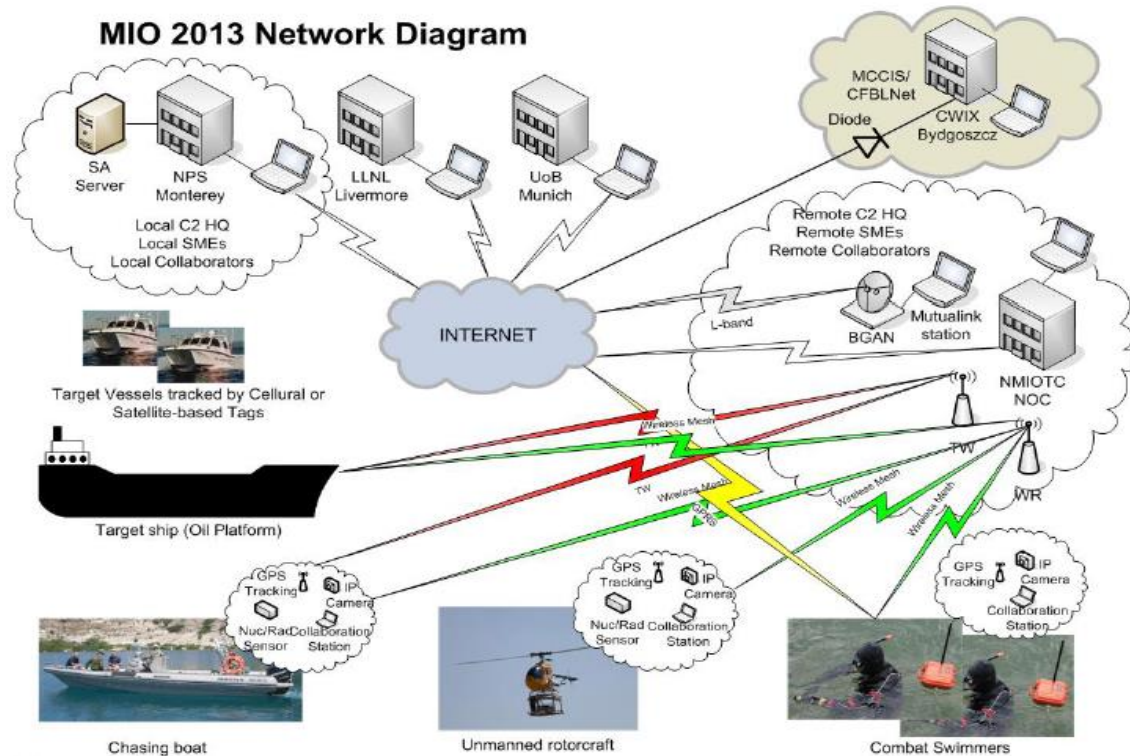 MIO 2013 Network Diagram
SA
Server
NPS
Monterey
Local C2 HQ
Local SMEs
Local Collaborators
LLNL
Livermore
UoB
Munich
MCCIS/
CFBLNet
Diode
CWIX
Bydgoszcz
INTERNET
Remote C2 HQ
Remote SMEs
Remote Collaborators
L-band
BGAN
Mutualink
station
NMIOTC
NOC
TW
WR
Target Vessels tracked by Cellural or
Satellite-based Tags
Target ship (Oil Platform)
Wireless Mesh
TW
Wireless Mesh
GPRS
Wireless Mesh
Wireless Mesh
GPS
Tracking
IP
Camera
Nuc/Rad
Sensor
Collaboration
Station
GPS
Tracking
IP
Camera
Nuc/Rad
Sensor
Collaboration
Station
GPS
Tracking
IP
Camera
Collaboration
Station
Chasing boat
Unmanned rotorcraft
Combat Swimmers